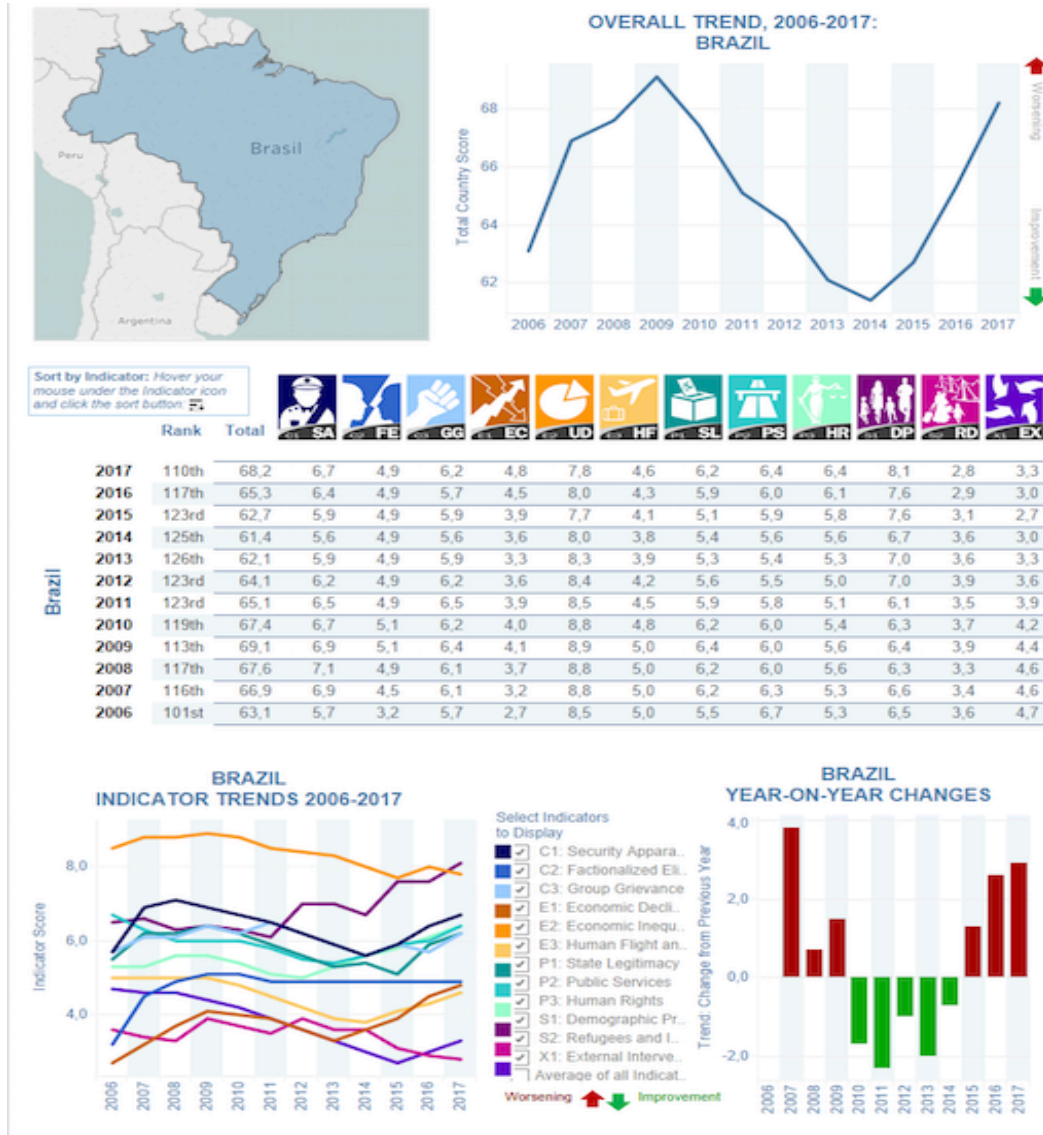 Brasil
Peru
Argentina
OVERALL TREND, 2006-2017:
BRAZIL
Total Country Score
68
66
64
62
2006 2007 2008 2009 2010 2011 2012 2013 2014 2015 2016 2017
Worsening
Improvement
Sort by Indicator: Hover your
mouse under the Indicator icon
and click the sort button:
SA FE GG EC UD HF SL PS HR DP RD EX
Rank Total
Brazil
2017 110th 68,2 6,7 4,9 6,2 4,8 7,8 4,6 6,2 6,4 6,4 8,1 2,8 3,3
2016 117th 65,3 6,4 4,9 5,7 4,5 8,0 4,3 5,9 6,0 6,1 7,6 2,9 3,0
2015 123rd 62,7 5,9 4,9 5,9 3,9 7,7 4,1 5,1 5,9 5,8 7,6 3,1 2,7
2014 125th 61,4 5,6 4,9 5,6 3,6 8,0 3,8 5,4 5,6 5,6 6,7 3,6 3,0
2013 126th 62,1 5,9 4,9 5,9 3,3 8,3 3,9 5,3 5,4 5,3 7,0 3,6 3,3
2012 123rd 64,1 6,2 4,9 6,2 3,6 8,4 4,2 5,6 5,5 5,0 7,0 3,9 3,6
2011 123rd 65,1 6,5 4,9 6,5 3,9 8,5 4,5 5,9 5,8 5,1 6,1 3,5 3,9
2010 119th 67,4 6,7 5,1 6,2 4,0 8,8 4,8 6,2 6,0 5,4 6,3 3,7 4,2
2009 113th 69,1 6,9 5,1 6,4 4,1 8,9 5,0 6,4 6,0 5,6 6,4 3,9 4,4
2008 117th 67,6 7,1 4,9 6,1 3,7 8,8 5,0 6,2 6,0 5,6 6,3 3,3 4,6
2007 116th 66,9 6,9 4,5 6,1 3,2 8,8 5,0 6,2 6,3 5,3 6,6 3,4 4,6
2006 101st 63,1 5,7 3,2 5,7 2,7 8,5 5,0 5,5 6,7 5,3 6,5 3,6 4,7
BRAZIL
INDICATOR TRENDS 2006-2017
Indicator Score
8,0
6,0
4,0
2006 2007 2008 2009 2010 2011 2012 2013 2014 2015 2016 2017
Select Indicators
to Display
C1: Security Appara..
C2: Factionalized Eli..
C3: Group Grievance
E1: Economic Decli..
E2: Economic Inequ..
E3: Human Flight an..
P1: State Legitimacy
P2: Public Services
P3: Human Rights
S1: Demographic Pr..
S2: Refugees and I..
X1: External Interve..
Average of all Indicat..
Worsening Improvement
BRAZIL
YEAR-ON-YEAR CHANGES
Trend: Change from Previous Year
4,0
2,0
0,0
-2,0
2006 2007 2008 2009 2010 2011 2012 2013 2014 2015 2016 2017